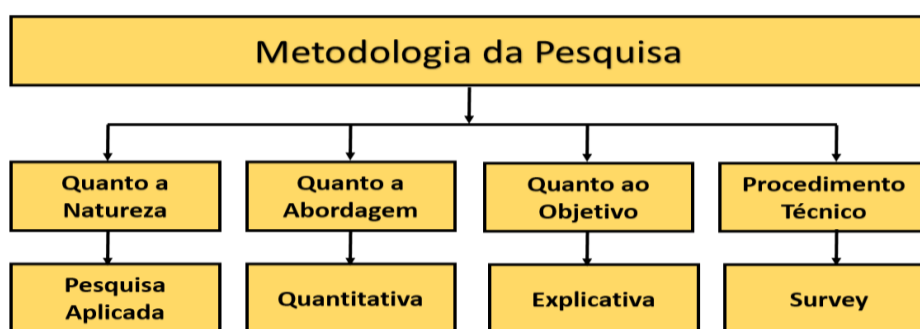 Metodologia da Pesquisa
Quanto a
Natureza
Quanto a
Abordagem
Quanto ao
Objetivo
Procedimento
Técnico
Pesquisa
Aplicada
Quantitativa
Explicativa
Survey